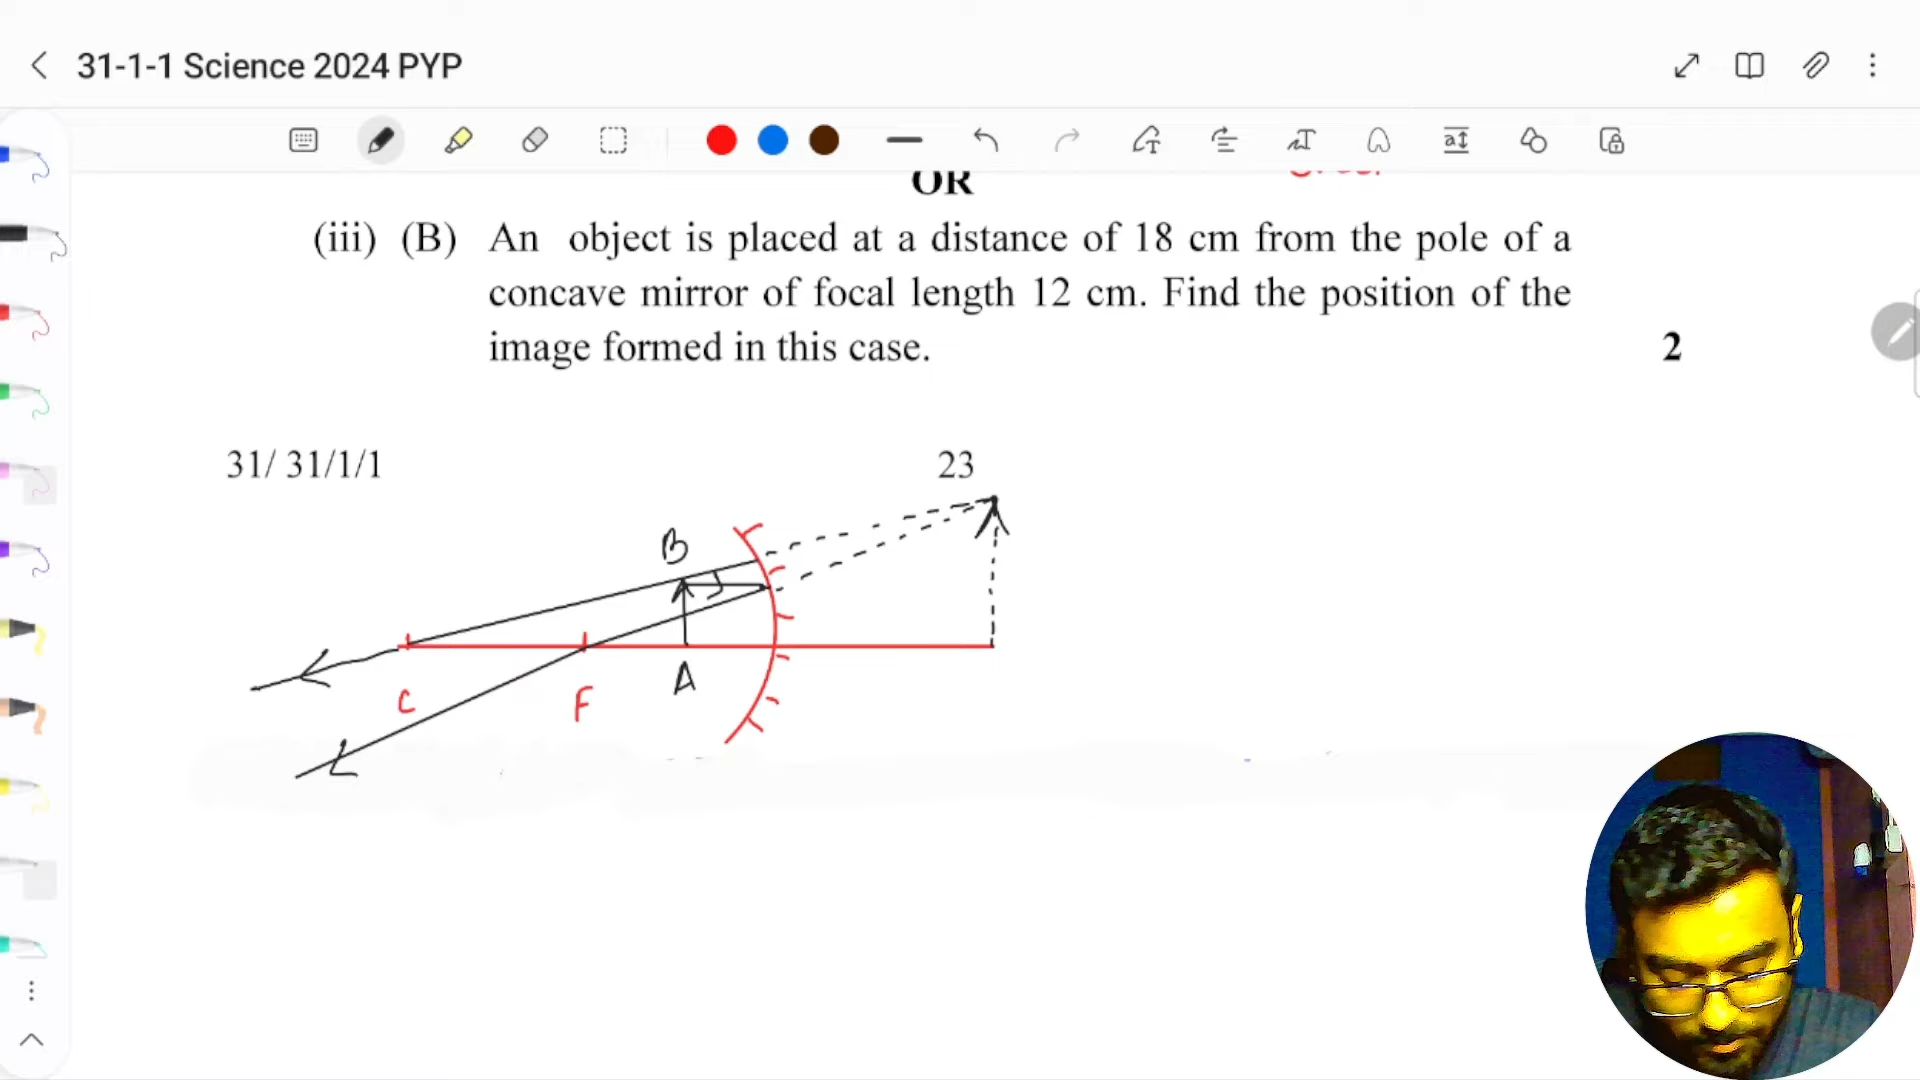 31-1-1 Science 2024 PYP
OR
(iii) (B) An object is placed at a distance of 18 cm from the pole of a
concave mirror of focal length 12 cm. Find the position of the
image formed in this case.
2
31/ 31/1/1
23
B
A
C
F